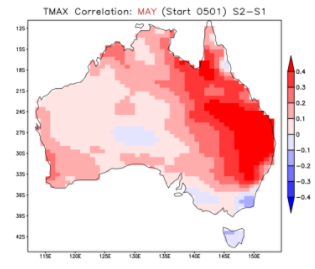 TMAX Correlation: MAY (Start 0501) S2-S1
12S
15S
18S
21S
24S
27S
30S
33S
36S
39S
42S
115E 120E 125E 130E 135E 140E 145E 150E
0.4
0.3
0.2
0.1
0
-0.1
-0.2
-0.3
-0.4